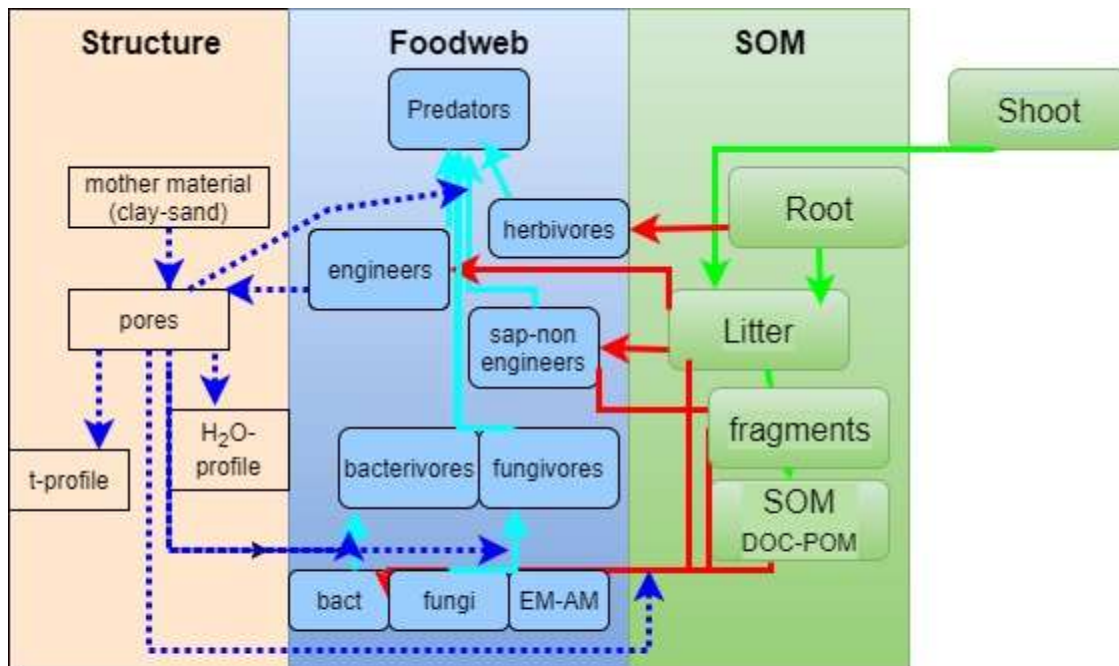 Structure
Foodweb
SOM
Predators
Shoot
mother material
(clay-sand)
Root
herbivores
engineers
pores
Litter
sap-non
engineers
H₂O-
profile
fragments
t-profile
bacterivores
fungivores
SOM
DOC-POM
bact
fungi
EM-AM